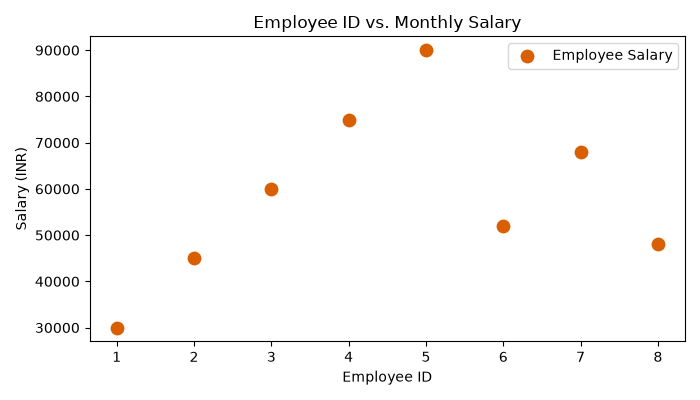 Employee ID vs. Monthly Salary
Employee Salary
90000
80000
70000
60000
50000
40000
30000
Salary (INR)
1 2 3 4 5 6 7 8
Employee ID